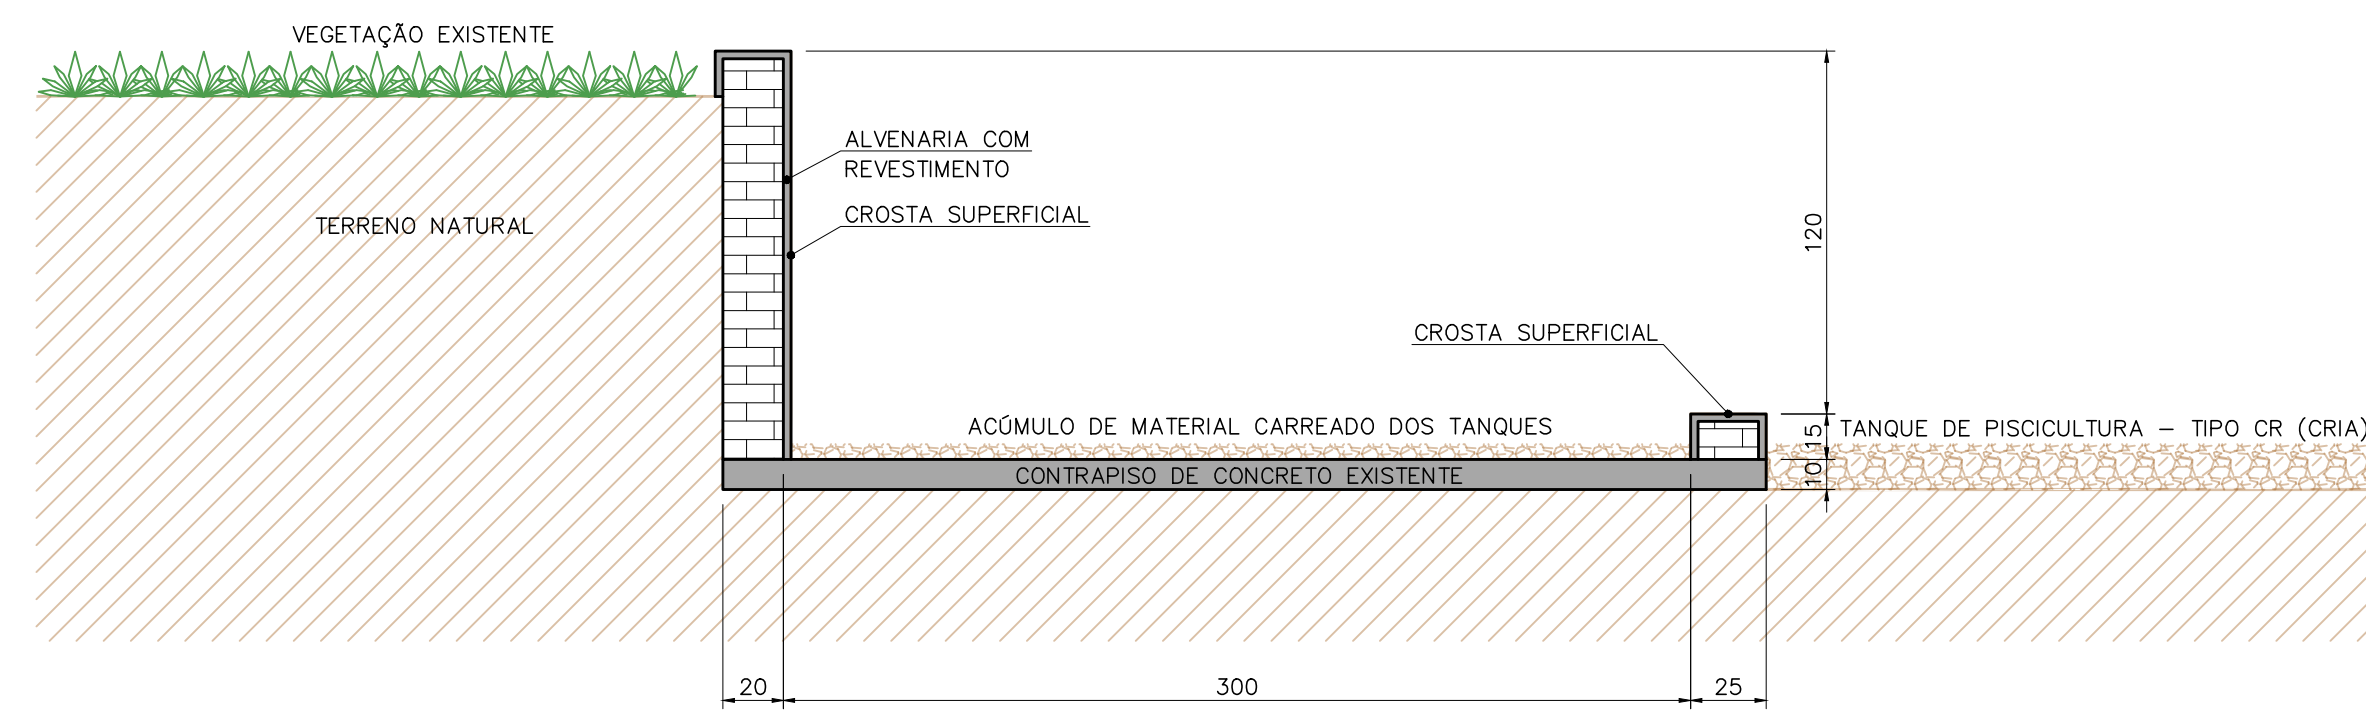 VEGETAÇÃO EXISTENTE
ALVENARIA COM
REVESTIMENTO
CROSTA SUPERFICIAL
TERRENO NATURAL
120
CROSTA SUPERFICIAL
ACÚMULO DE MATERIAL CARREADO DOS TANQUES
15
TANQUE DE PISCICULTURA – TIPO CR (CRIA)
CONTRAPISO DE CONCRETO EXISTENTE
10
20
300
25